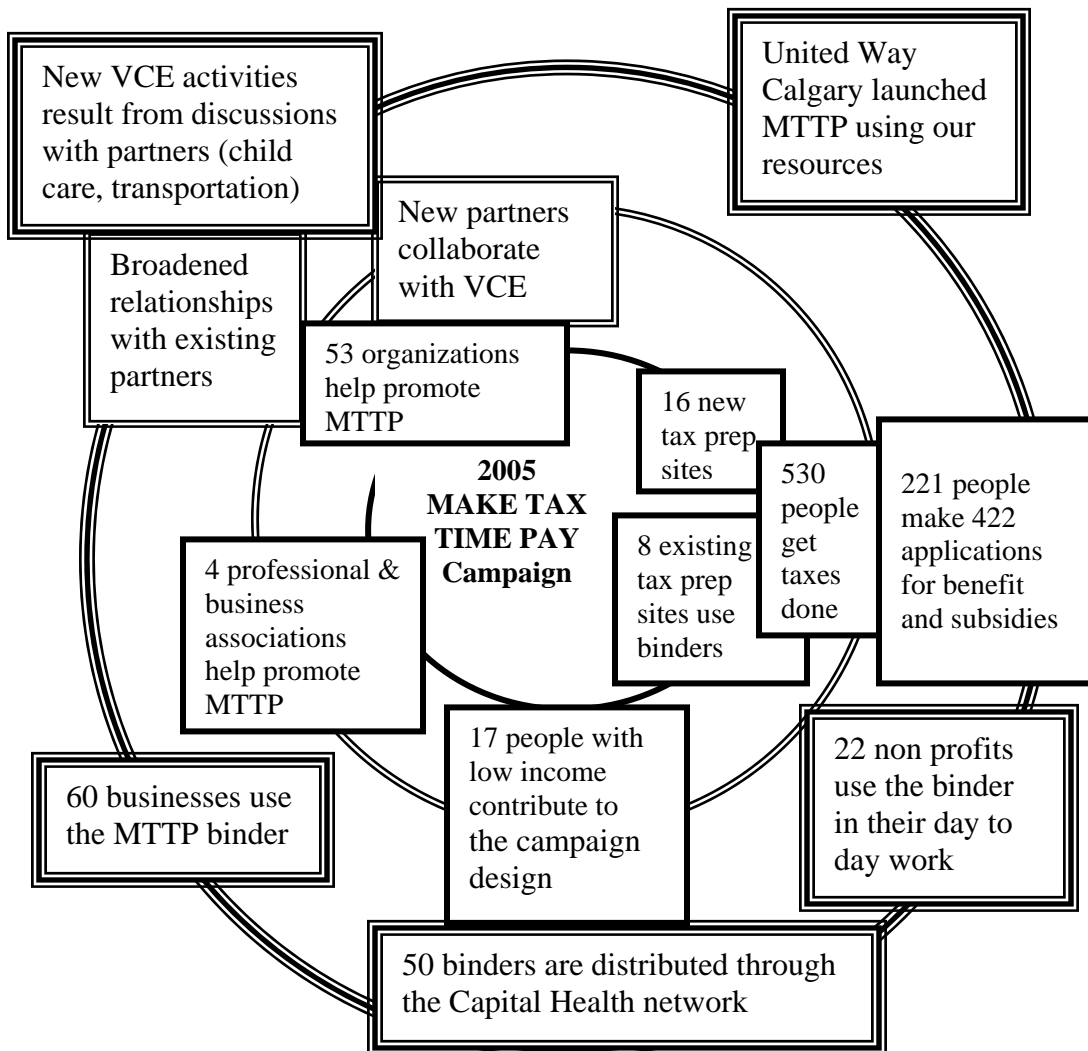 New VCE activities
result from discussions
with partners (child
care, transportation)
United Way
Calgary launched
MTTP using our
resources
New partners
collaborate
with VCE
Broadened
relationships
with existing
partners
53 organizations
help promote
MTTP
16 new
tax prep
sites
2005
MAKE TAX
TIME PAY
Campaign
530
people
get
taxes
done
221 people
make 422
applications
for benefit
and subsidies
8 existing
tax prep
sites use
binders
4 professional &
business
associations
help promote
MTTP
17 people with
low income
contribute to
the campaign
design
22 non profits
use the binder
in their day to
day work
60 businesses use
the MTTP binder
50 binders are distributed through
the Capital Health network